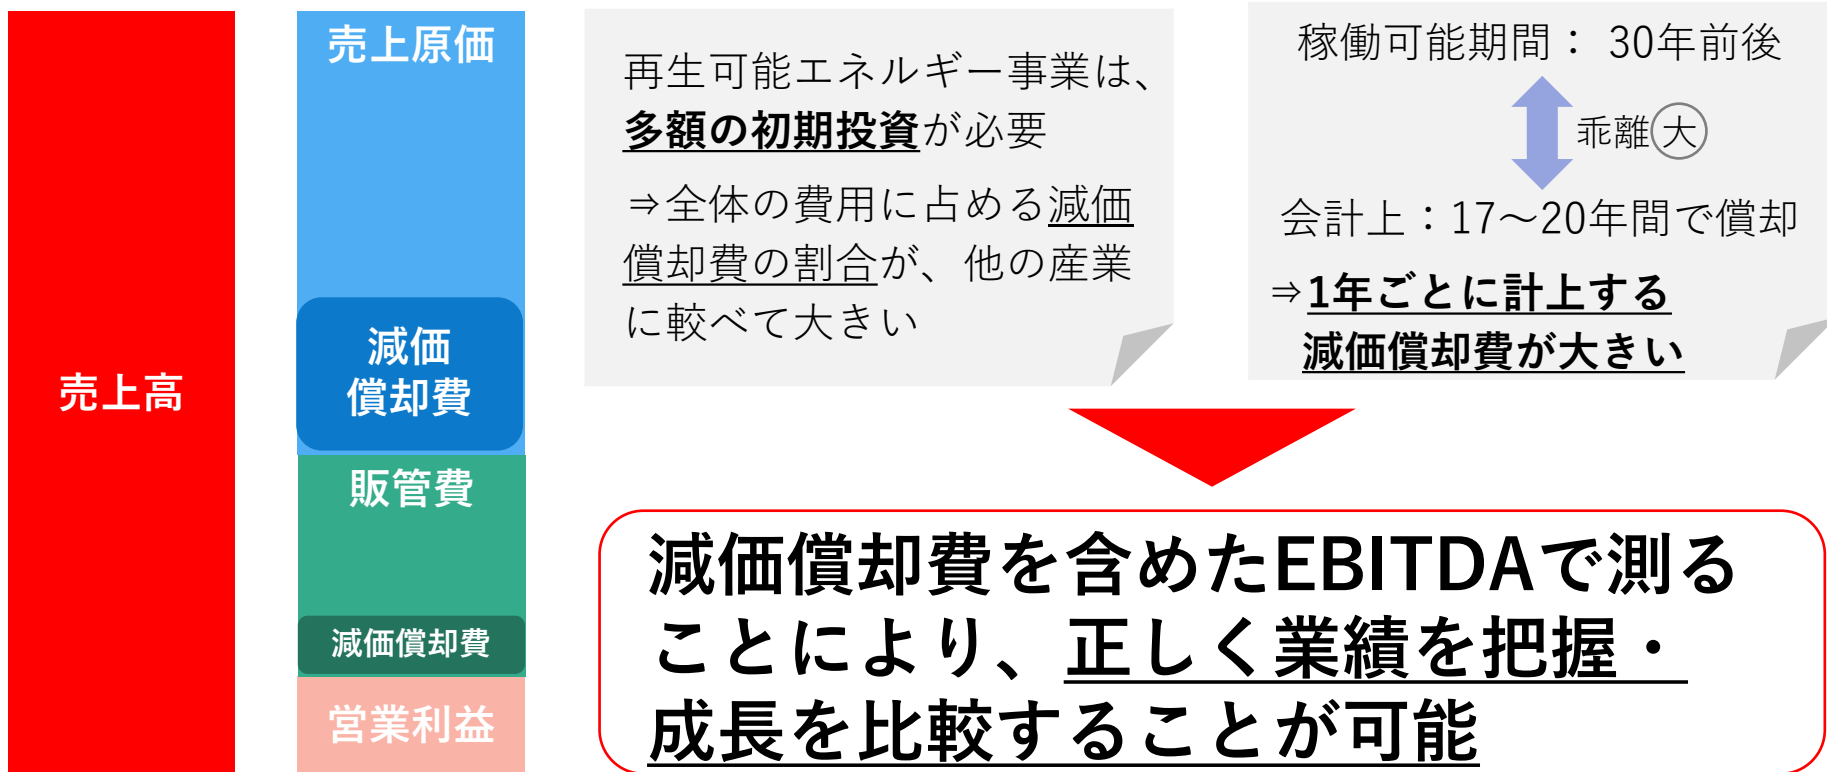 売上高
売上原価
減価
償却費
販管費
減価償却費
営業利益
再生可能エネルギー事業は、
多額の初期投資が必要
⇒全体の費用に占める減価
償却費の割合が、他の産業
に較べて大きい
稼働可能期間： 30年前後
乖離大
会計上：17～20年間で償却
⇒1年ごとに計上する
減価償却費が大きい
減価償却費を含めたEBITDAで測る
ことにより、正しく業績を把握・
成長を比較することが可能